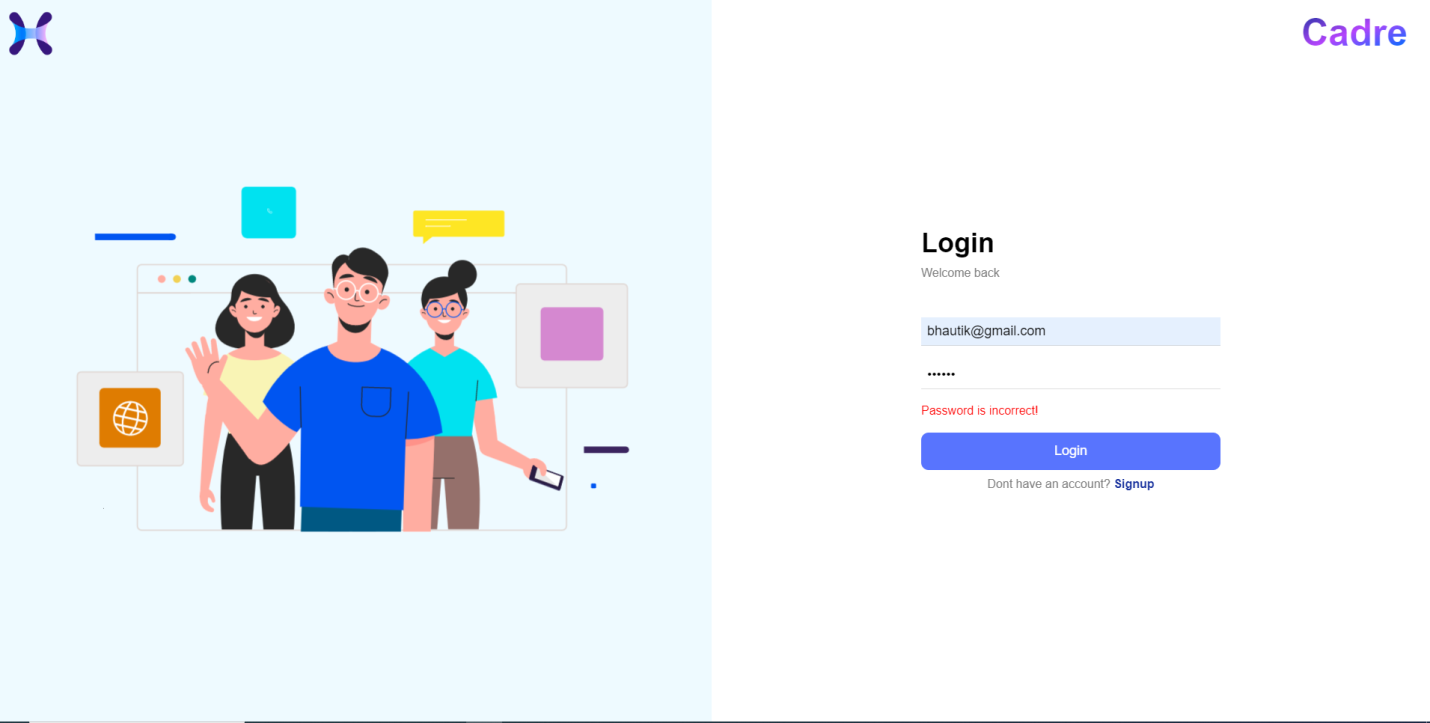 Cadre
Login
Welcome back
bhautik@gmail.com
••••••
Password is incorrect!
Login
Dont have an account? Signup